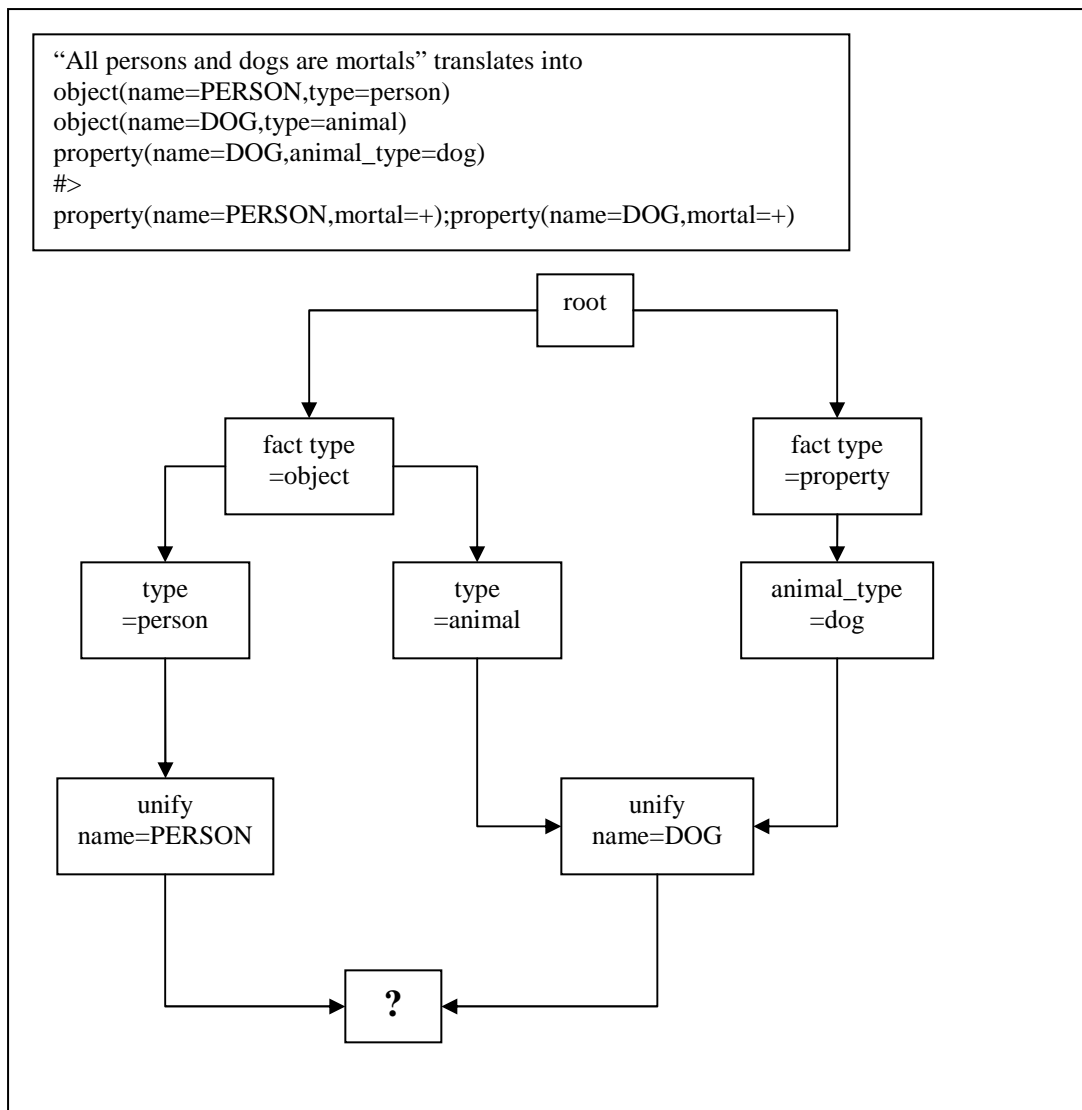 “All persons and dogs are mortals” translates into
object(name=PERSON,type=person)
object(name=DOG,type=animal)
property(name=DOG,animal_type=dog)
#>
property(name=PERSON,mortal=+);property(name=DOG,mortal=+)
root
fact type
=object
fact type
=property
type
=person
type
=animal
animal_type
=dog
unify
name=PERSON
unify
name=DOG
?